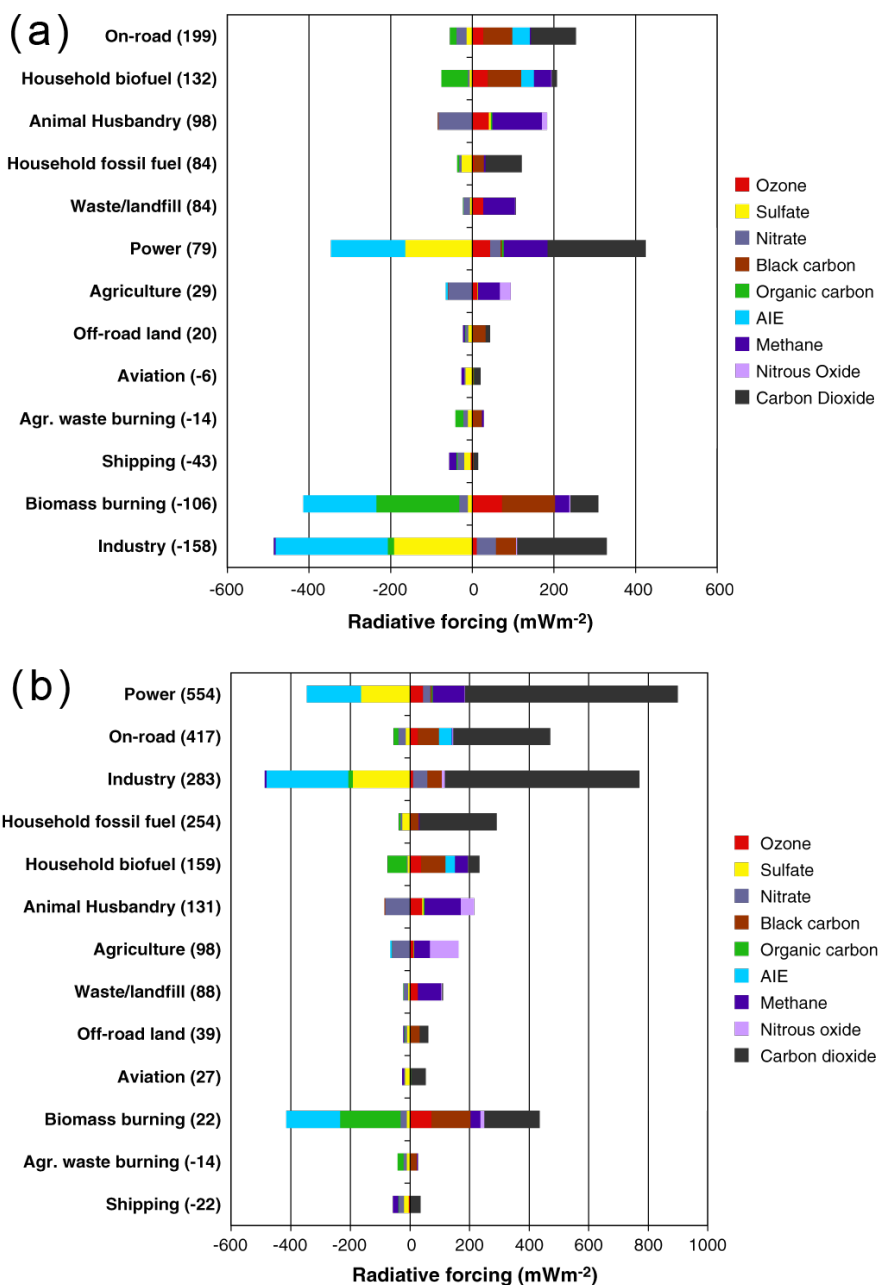 (a)
On-road (199)
Household biofuel (132)
Animal Husbandry (98)
Household fossil fuel (84)
Waste/landfill (84)
Power (79)
Agriculture (29)
Off-road land (20)
Aviation (-6)
Agr. waste burning (-14)
Shipping (-43)
Biomass burning (-106)
Industry (-158)
-600 -400 -200 0 200 400 600
Radiative forcing (mWm-2)
Ozone
Sulfate
Nitrate
Black carbon
Organic carbon
AIE
Methane
Nitrous Oxide
Carbon Dioxide
(b)
Power (554)
On-road (417)
Industry (283)
Household fossil fuel (254)
Household biofuel (159)
Animal Husbandry (131)
Agriculture (98)
Waste/landfill (88)
Off-road land (39)
Aviation (27)
Biomass burning (22)
Agr. waste burning (-14)
Shipping (-22)
-600 -400 -200 0 200 400 600 800 1000
Radiative forcing (mWm-2)
Ozone
Sulfate
Nitrate
Black carbon
Organic carbon
AIE
Methane
Nitrous oxide
Carbon dioxide